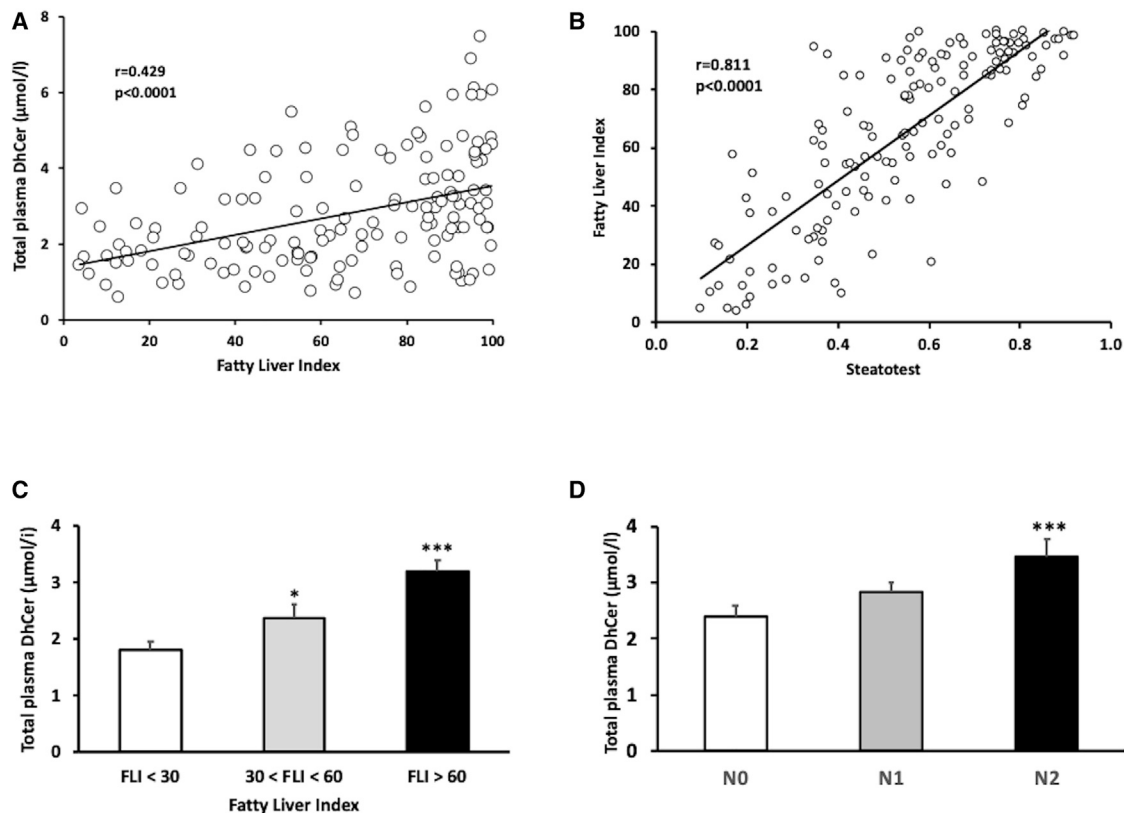 A
Total plasma DhCer (μmol/l)
8
6
4
2
0
r=0.429
p<0.0001
0 20 40 60 80 100
Fatty Liver Index
B
Fatty Liver Index
100
80
60
40
20
0
r=0.811
p<0.0001
0.0 0.2 0.4 0.6 0.8 1.0
Steatotest
C
Total plasma DhCer (μmol/i)
4
3
2
1
0
*
***
FLI < 30 30 < FLI < 60 FLI > 60
Fatty Liver Index
D
Total plasma DhCer (μmol/l)
4
3
2
1
0
***
N0 N1 N2